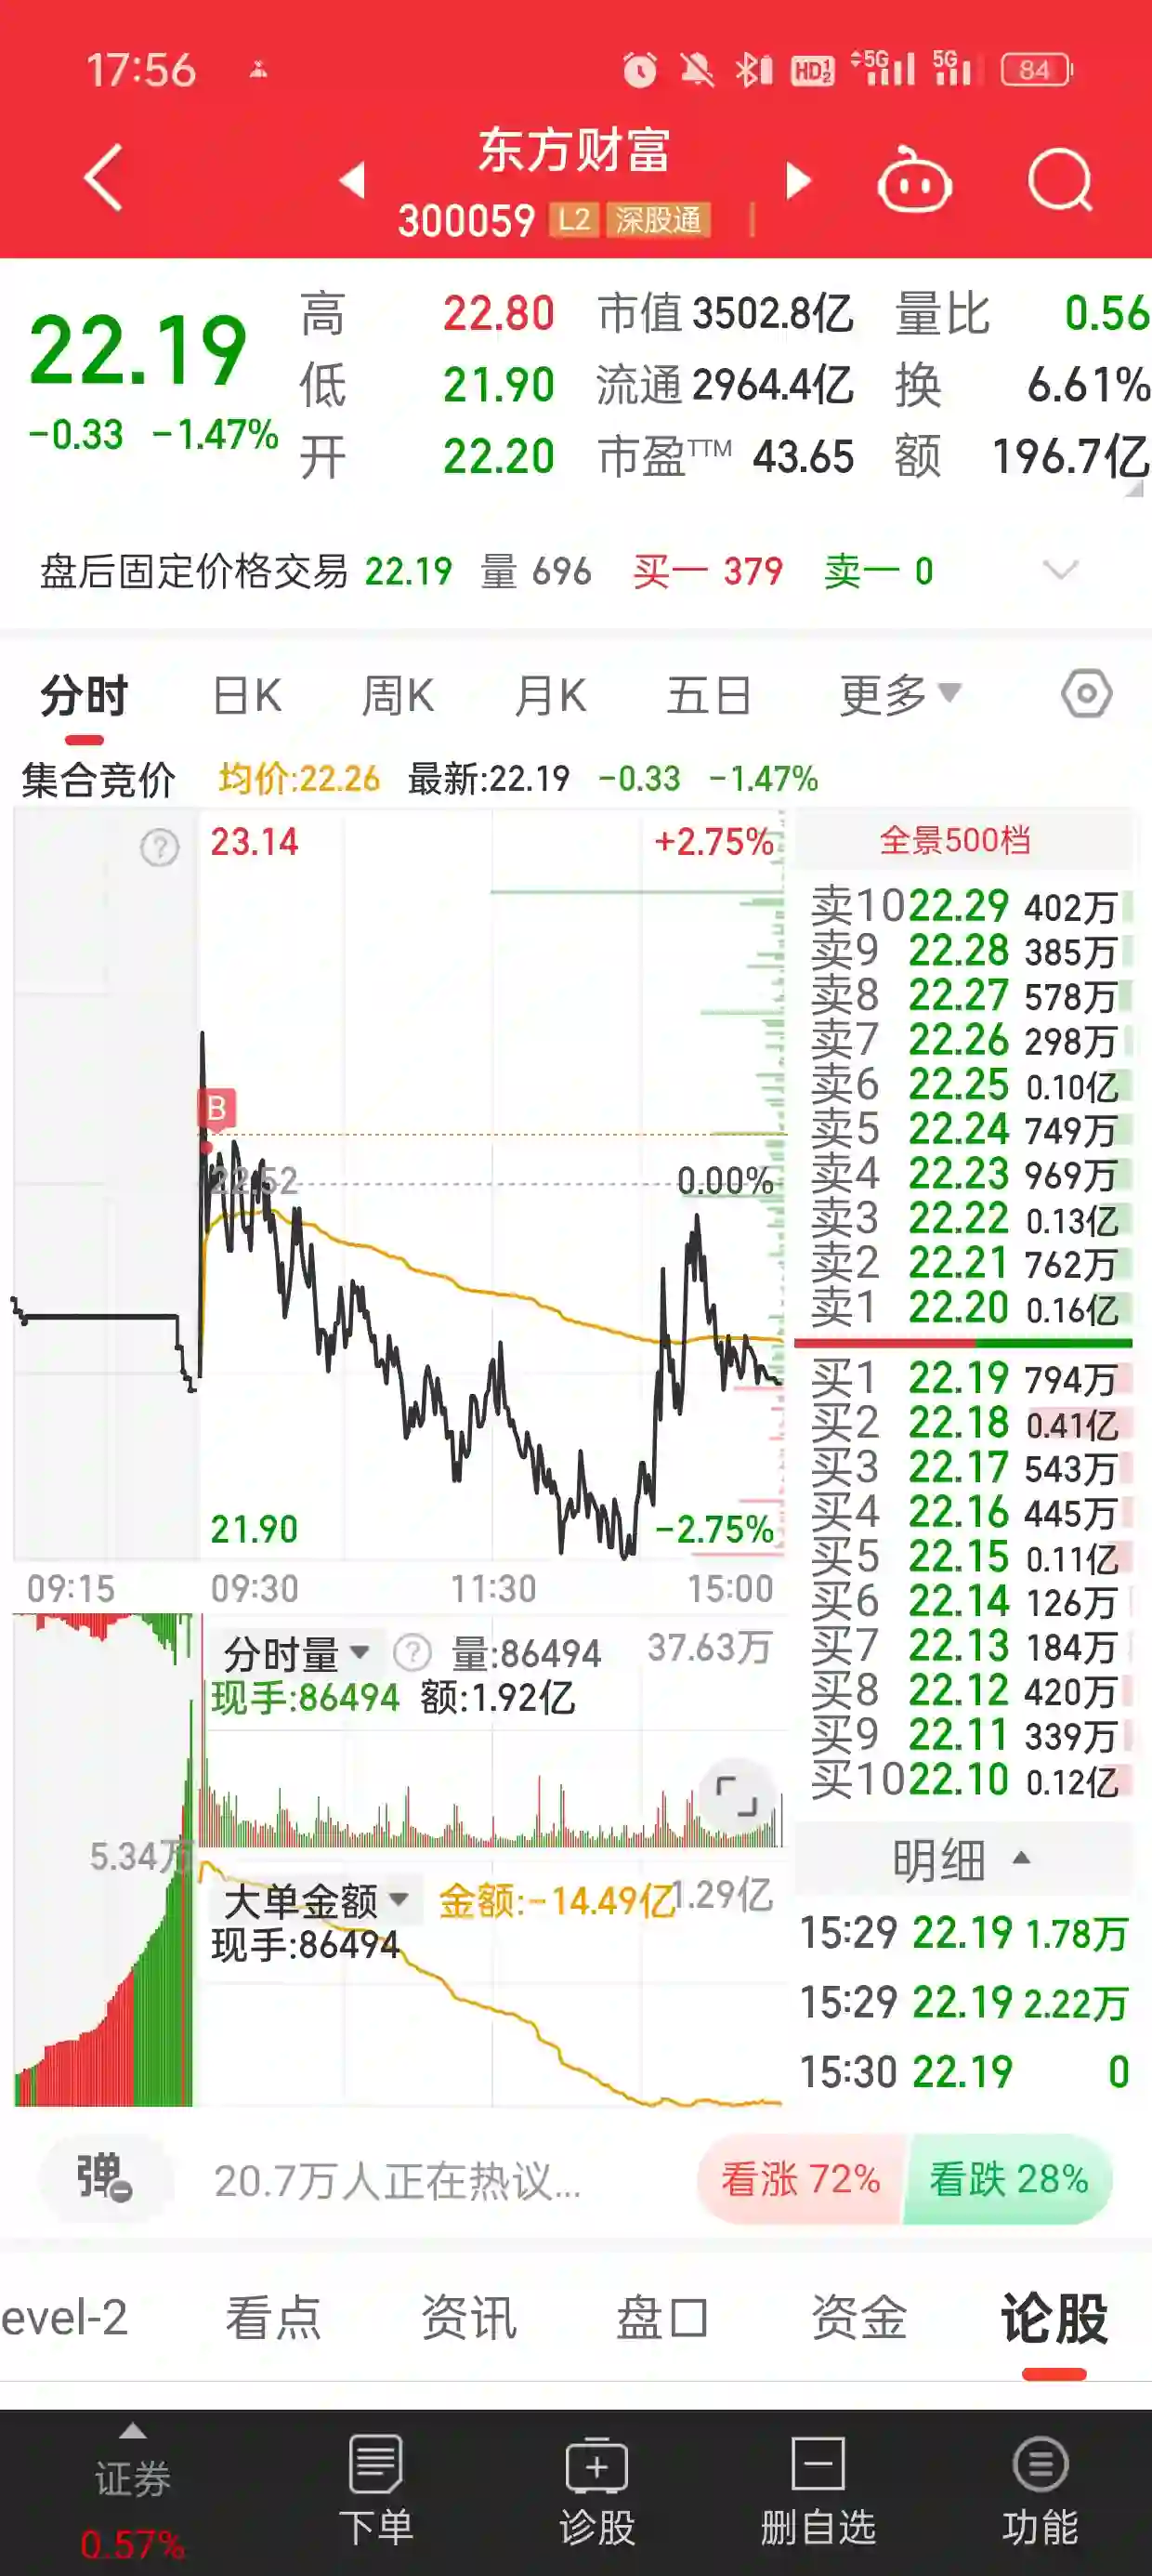 17:56 HD 1 2 5G 5G 84
东方财富
300059 L2 深股通
22.19
-0.33 -1.47%
高 22.80 市值 3502.8亿 量比 0.56
低 21.90 流通 2964.4亿 换 6.61%
开 22.20 市盈TTM 43.65 额 196.7亿
盘后固定价格交易 22.19 量 696 买一 379 卖一 0
分时 日K 周K 月K 五日 更多
集合竞价 均价:22.26 最新:22.19 -0.33 -1.47%
? 23.14 +2.75%
B
22.52 0.00%
21.90 -2.75%
09:15 09:30 11:30 15:00
全景500档
卖10 22.29 402万
卖9 22.28 385万
卖8 22.27 578万
卖7 22.26 298万
卖6 22.25 0.10亿
卖5 22.24 749万
卖4 22.23 969万
卖3 22.22 0.13亿
卖2 22.21 762万
卖1 22.20 0.16亿
买1 22.19 794万
买2 22.18 0.41亿
买3 22.17 543万
买4 22.16 445万
买5 22.15 0.11亿
买6 22.14 126万
买7 22.13 184万
买8 22.12 420万
买9 22.11 339万
买10 22.10 0.12亿
分时量 ? 量:86494 37.63万
现手:86494 额:1.92亿
5.34万
大单金额 金额:-14.49亿 1.29亿
现手:86494
明细
15:29 22.19 1.78万
15:29 22.19 2.22万
15:30 22.19 0
弹 20.7万人正在热议... 看涨 72% 看跌 28%
evel-2 看点 资讯 盘口 资金 论股
证券 下单 诊股 删自选 功能
0.57%